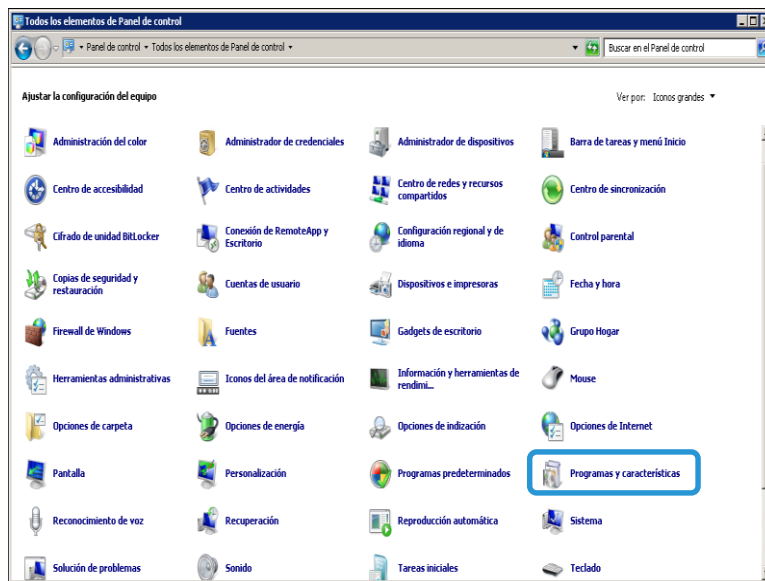 Todos los elementos de Panel de control
Panel de control
Todos los elementos de Panel de control
Buscar en el Panel de control
Ajustar la configuración del equipo
Ver por: Iconos grandes
Administración del color
Administrador de credenciales
Administrador de dispositivos
Barra de tareas y menú Inicio
Centro de accesibilidad
Centro de actividades
Centro de redes y recursos
compartidos
Centro de sincronización
Cifrado de unidad BitLocker
Conexión de RemoteApp y
Escritorio
Configuración regional y de
idioma
Control parental
Copias de seguridad y
restauración
Cuentas de usuario
Dispositivos e impresoras
Fecha y hora
Firewall de Windows
Fuentes
Gadgets de escritorio
Grupo Hogar
Herramientas administrativas
Iconos del área de notificación
Información y herramientas de
rendimi...
Mouse
Opciones de carpeta
Opciones de energía
Opciones de indización
Opciones de Internet
Pantalla
Personalización
Programas predeterminados
Programas y características
Reconocimiento de voz
Recuperación
Reproducción automática
Sistema
Solución de problemas
Sonido
Tareas iniciales
Teclado